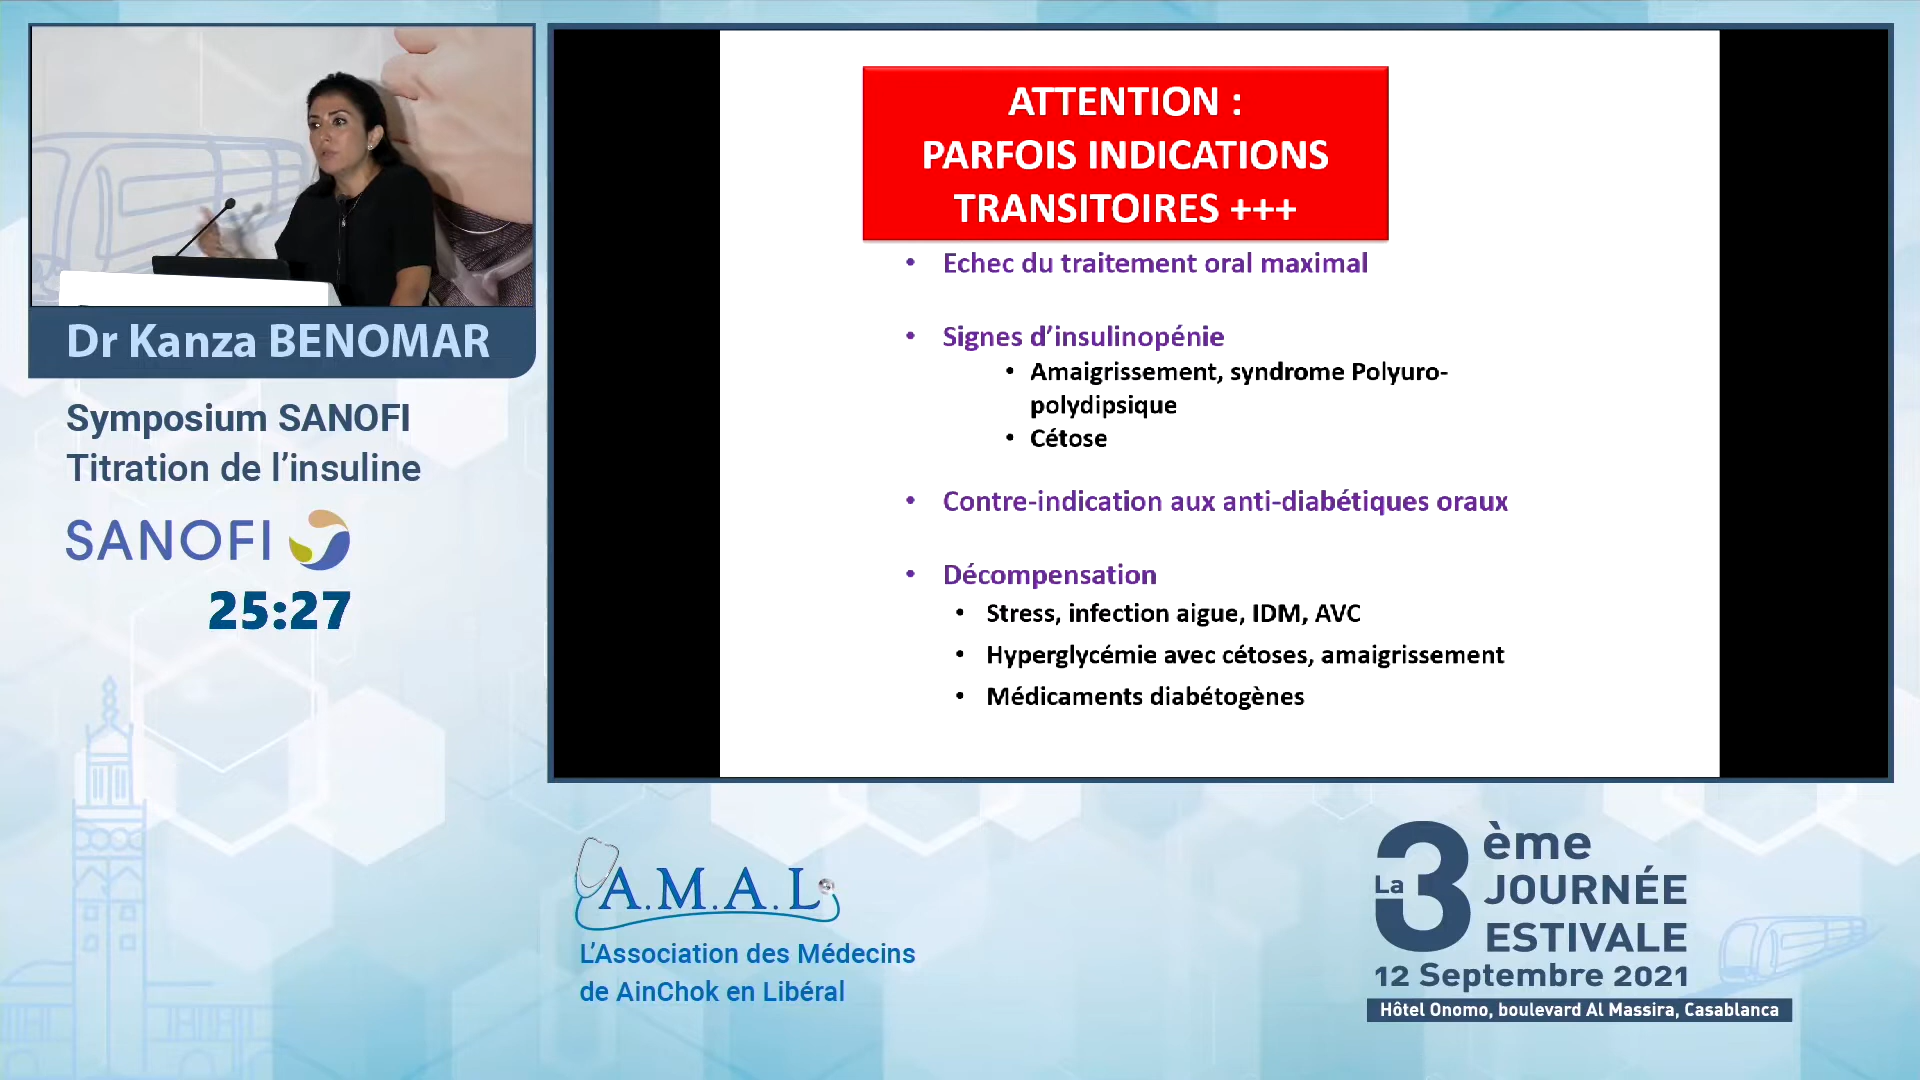 Dr Kanza BENOMAR
Symposium SANOFI
Titration de l’insuline
SANOFI
25:27
ATTENTION :
PARFOIS INDICATIONS
TRANSITOIRES +++
• Echec du traitement oral maximal
• Signes d’insulinopénie
• Amaigrissement, syndrome Polyuro-
polydipsique
• Cétose
• Contre-indication aux anti-diabétiques oraux
• Décompensation
• Stress, infection aigue, IDM, AVC
• Hyperglycémie avec cétoses, amaigrissement
• Médicaments diabétogènes
A.M.A.L
L’Association des Médecins
de AinChok en Libéral
La 3ème
JOURNÉE
ESTIVALE
12 Septembre 2021
Hôtel Onomo, boulevard Al Massira, Casablanca